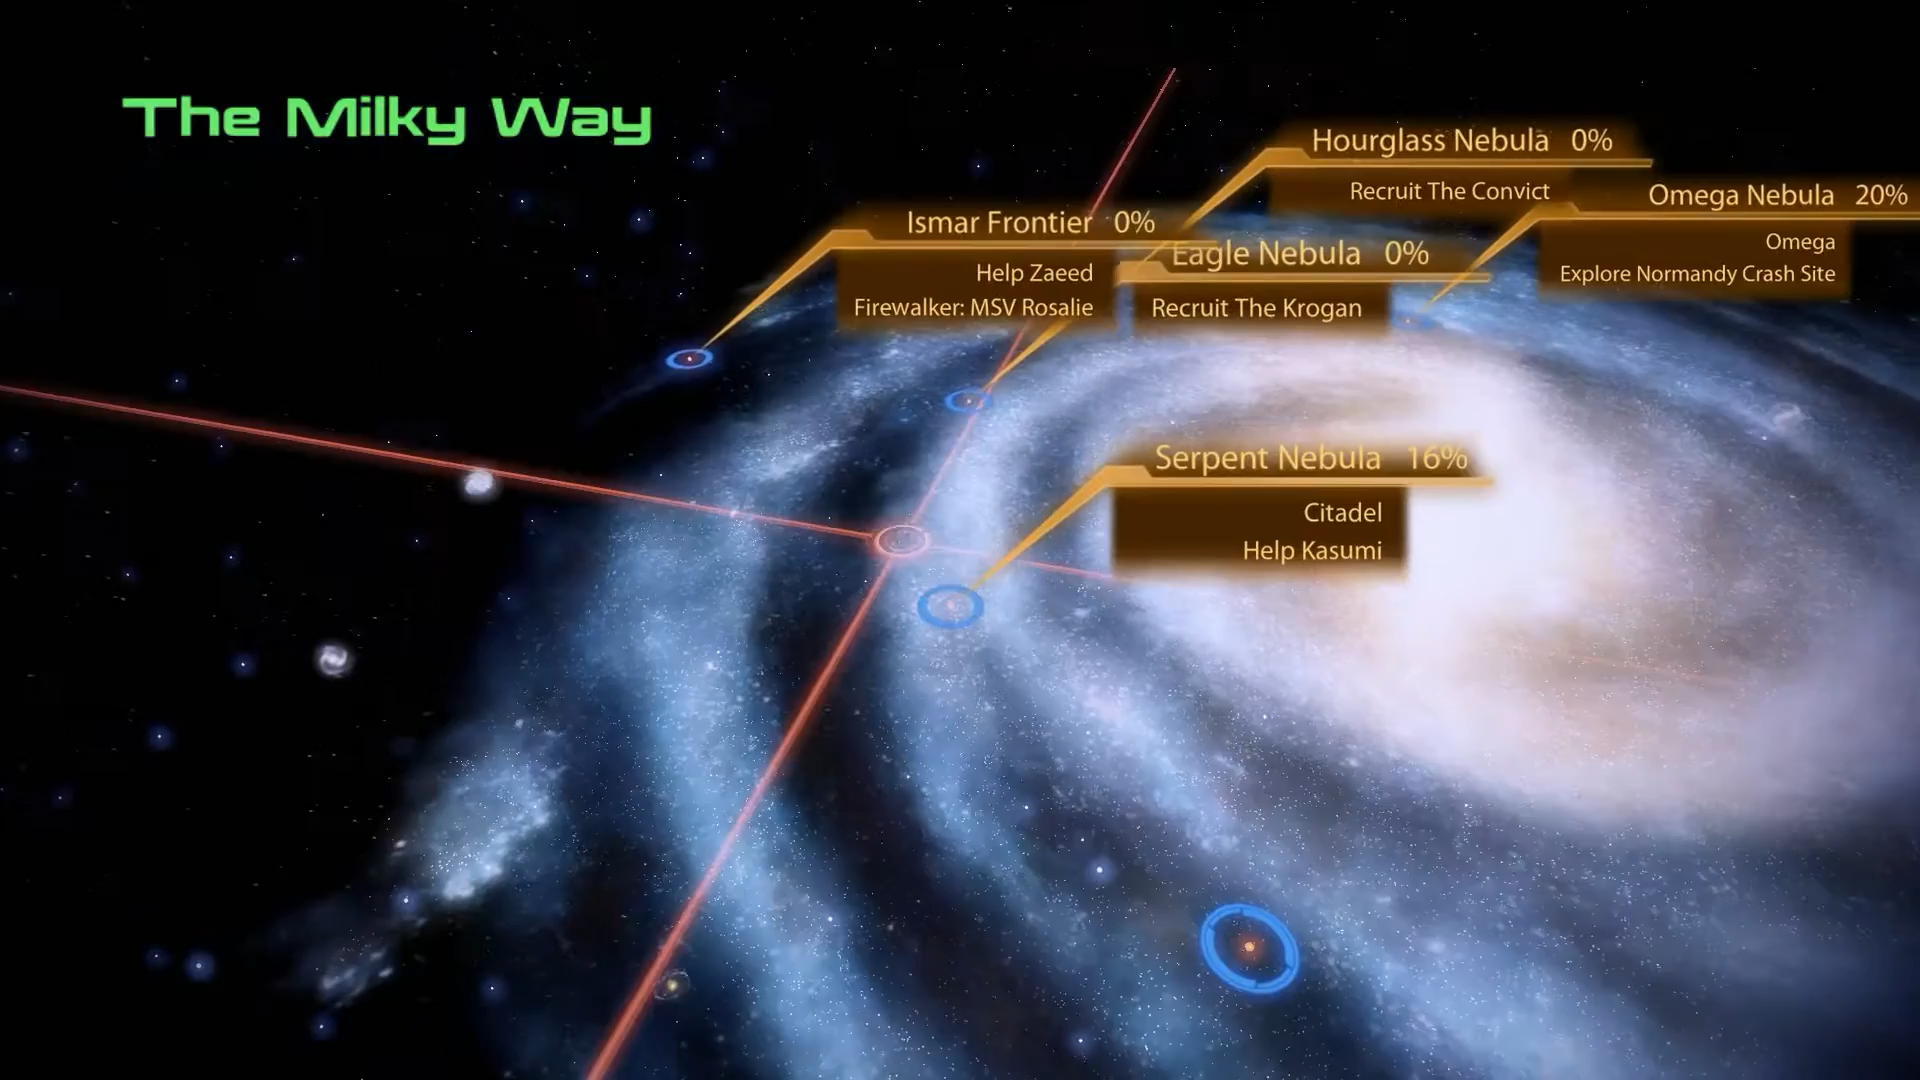 The Milky Way
Hourglass Nebula 0%
Recruit The Convict
Omega Nebula 20%
Omega
Explore Normandy Crash Site
Ismar Frontier 0%
Help Zaeed
Firewalker: MSV Rosalie
Eagle Nebula 0%
Recruit The Krogan
Serpent Nebula 16%
Citadel
Help Kasumi